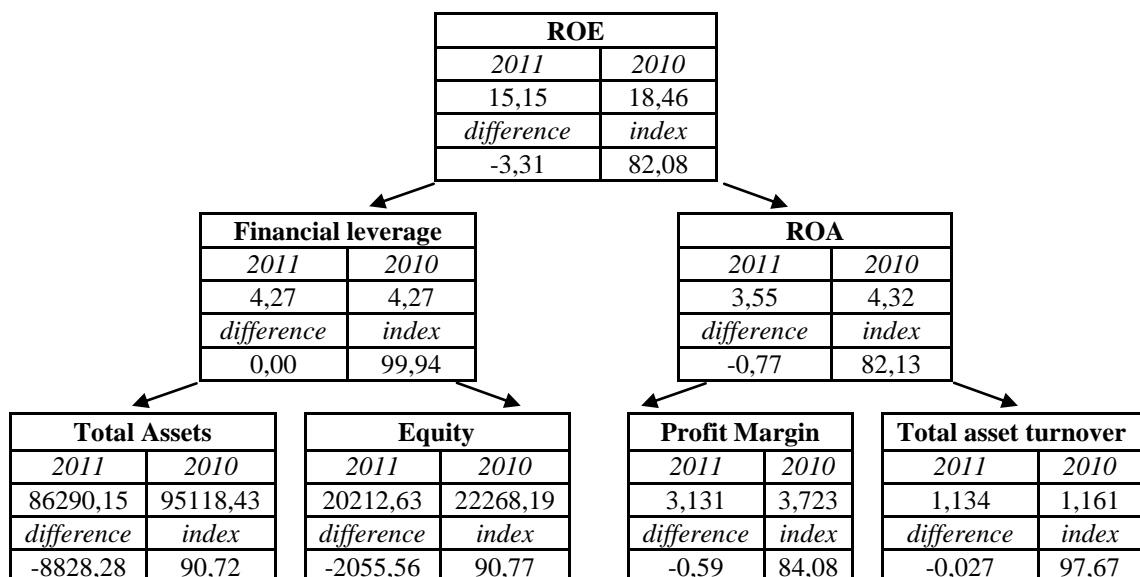 ROE
2011 2010
15,15 18,46
difference index
-3,31 82,08
Financial leverage
2011 2010
4,27 4,27
difference index
0,00 99,94
ROA
2011 2010
3,55 4,32
difference index
-0,77 82,13
Total Assets
2011 2010
86290,15 95118,43
difference index
-8828,28 90,72
Equity
2011 2010
20212,63 22268,19
difference index
-2055,56 90,77
Profit Margin
2011 2010
3,131 3,723
difference index
-0,59 84,08
Total asset turnover
2011 2010
1,134 1,161
difference index
-0,027 97,67